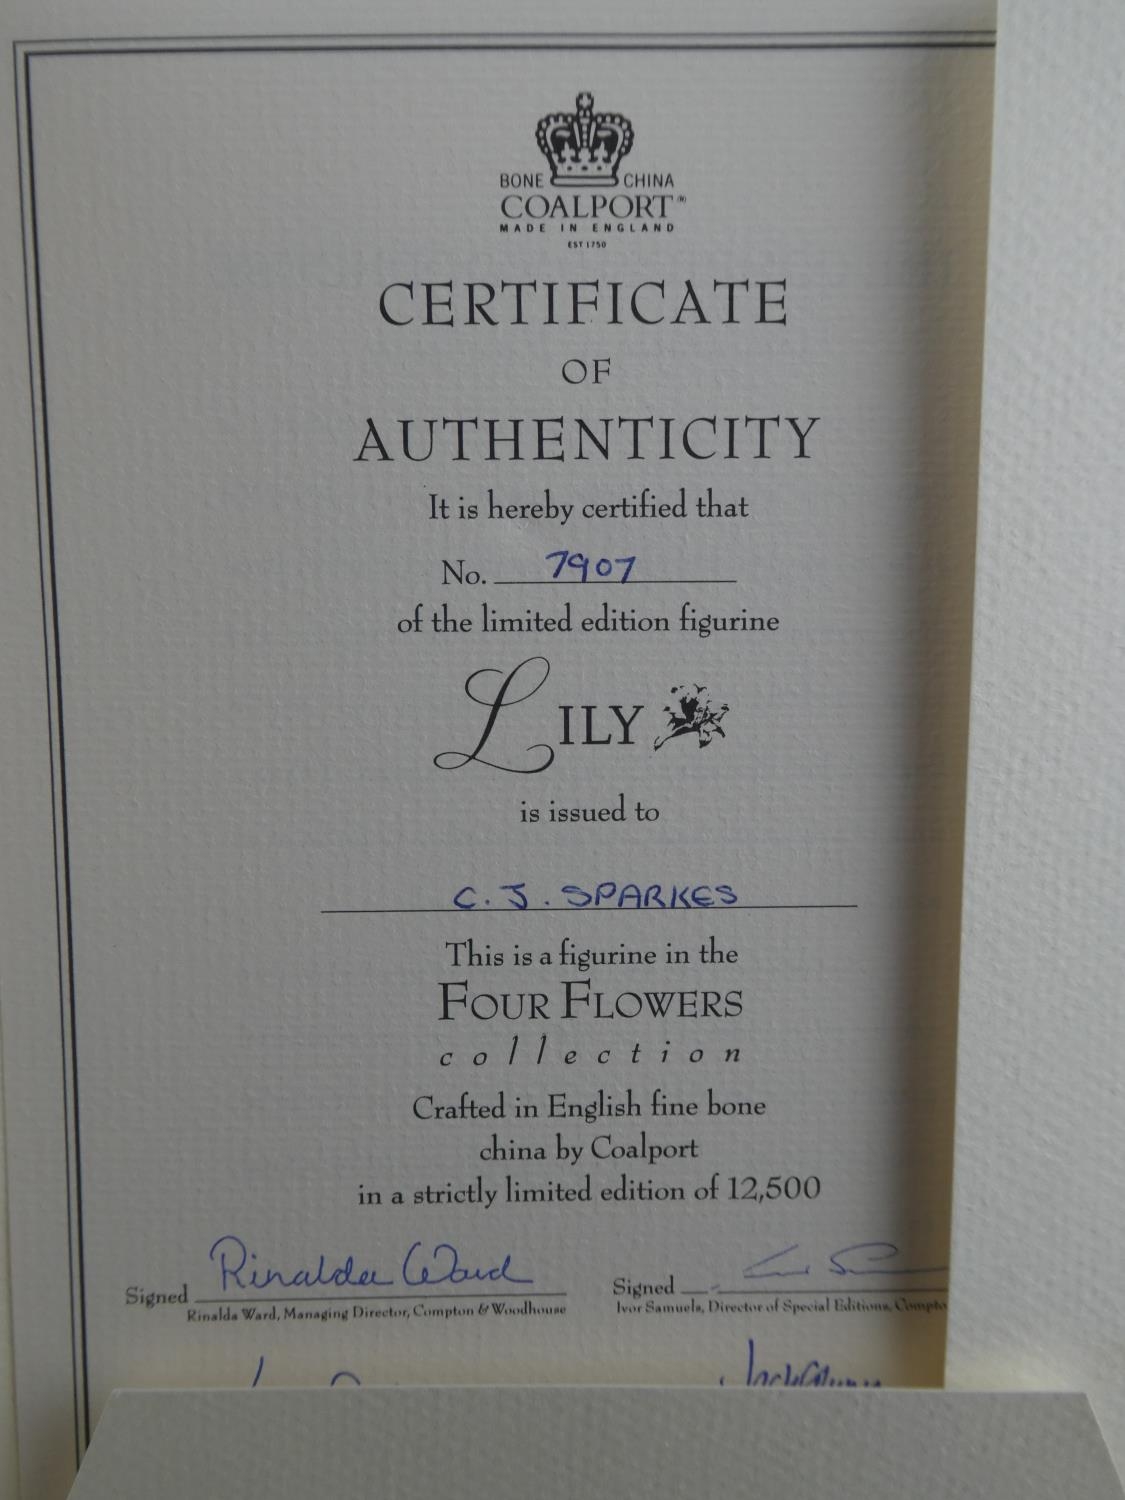 BONE CHINA
COALPORT®
MADE IN ENGLAND
EST 1750
CERTIFICATE
OF
AUTHENTICITY
It is hereby certified that
No. 7907
of the limited edition figurine
LILY
is issued to
C. J. SPARKES
This is a figurine in the
FOUR FLOWERS
collection
Crafted in English fine bone
china by Coalport
in a strictly limited edition of 12,500
Signed Rinalda Ward
Rinalda Ward, Managing Director, Compton & Woodhouse
Signed
Ivor Samuels, Director of Special Editions, Compto